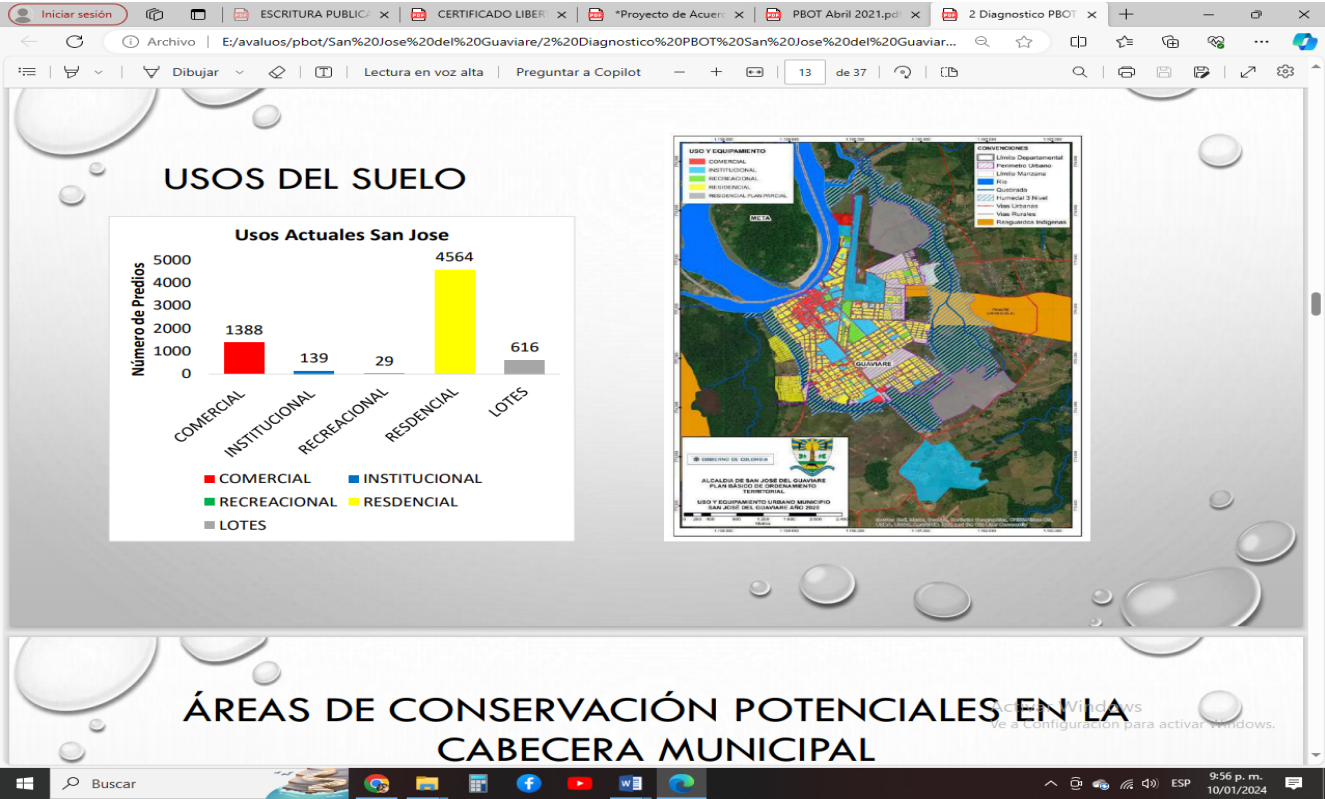 Iniciar sesión
ESCRITURA PUBLICA
CERTIFICADO LIBERT
*Proyecto de Acuerd
PBOT Abril 2021.pdf
2 Diagnostico PBOT
Archivo
E:/avaluos/pbot/San%20Jose%20del%20Guaviare/2%20Diagnostico%20PBOT%20San%20Jose%20del%20Guaviar...
Dibujar
Lectura en voz alta
Preguntar a Copilot
13
de 37
USOS DEL SUELO
Usos Actuales San Jose
Número de Predios
5000
4000
3000
2000
1000
0
1388
139
29
4564
616
COMERCIAL
INSTITUCIONAL
RECREACIONAL
RESDENCIAL
LOTES
COMERCIAL
INSTITUCIONAL
RECREACIONAL
RESDENCIAL
LOTES
USO Y EQUIPAMIENTO
COMERCIAL
INSTITUCIONAL
RECREACIONAL
RESIDENCIAL
RESIDENCIAL PLAN PARCIAL
CONVENCIONES
Límite Departamental
Perímetro Urbano
Límite Manzana
Río
Quebrada
Humedal 3 Nivel
Vías Urbanas
Vías Rurales
Resguardos Indígenas
META
GUAVIARE
GOBIERNO DE COLOMBIA
ALCALDIA DE SAN JOSÉ DEL GUAVIARE
PLAN BÁSICO DE ORDENAMIENTO
TERRITORIAL
USO Y EQUIPAMIENTO URBANO MUNICIPIO
SAN JOSÉ DEL GUAVIARE AÑO 2020
ÁREAS DE CONSERVACIÓN POTENCIALES EN LA
CABECERA MUNICIPAL
Activar Windows
Ve a Configuración para activar Windows.
Buscar
ESP
9:56 p. m.
10/01/2024